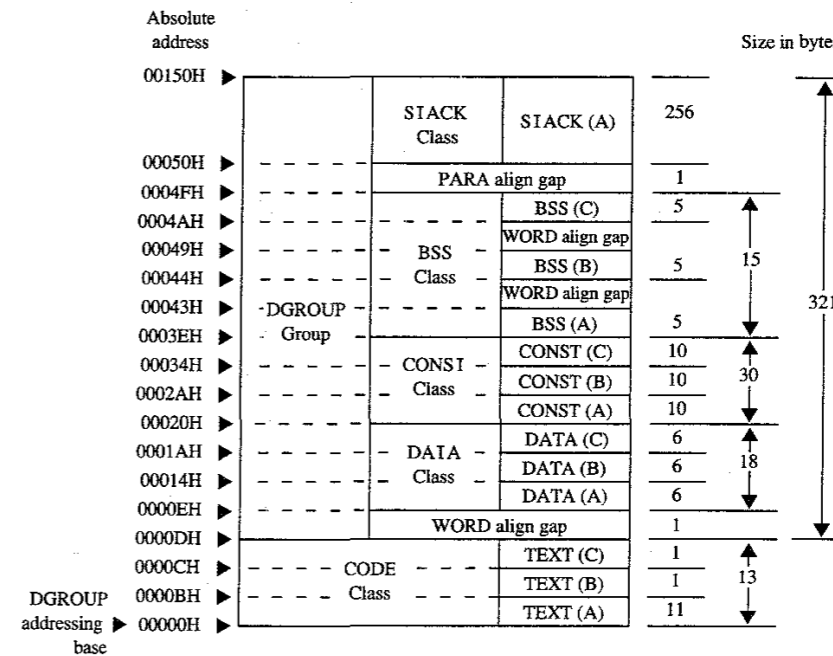 Absolute
address
Size in byte
00150H
STACK
Class
STACK (A)
256
00050H
PARA align gap
1
0004FH
BSS (C)
5
0004AH
WORD align gap
00049H
BSS
Class
BSS (B)
5
15
00044H
WORD align gap
00043H
DGROUP
Group
321
BSS (A)
5
0003EH
CONST (C)
10
00034H
CONST
Class
CONST (B)
10
30
0002AH
CONST (A)
10
00020H
DATA (C)
6
0001AH
DATA
Class
DATA (B)
6
18
00014H
DATA (A)
6
0000EH
WORD align gap
1
0000DH
TEXT (C)
1
0000CH
CODE
Class
TEXT (B)
1
13
0000BH
TEXT (A)
11
DGROUP
addressing
base
00000H